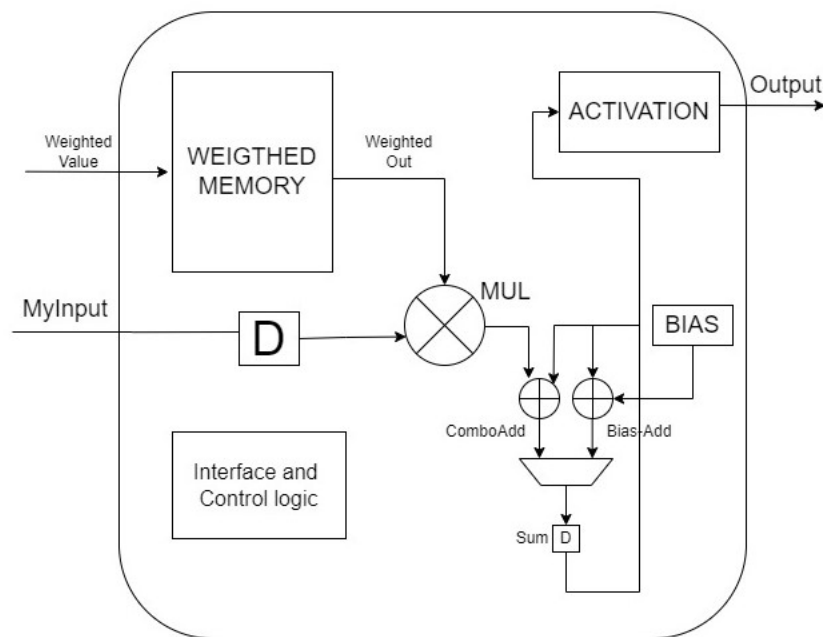 Output
ACTIVATION
Weighted
Value
WEIGTHED
MEMORY
Weighted
Out
MyInput
D
MUL
BIAS
ComboAdd
Bias-Add
Interface and
Control logic
Sum
D